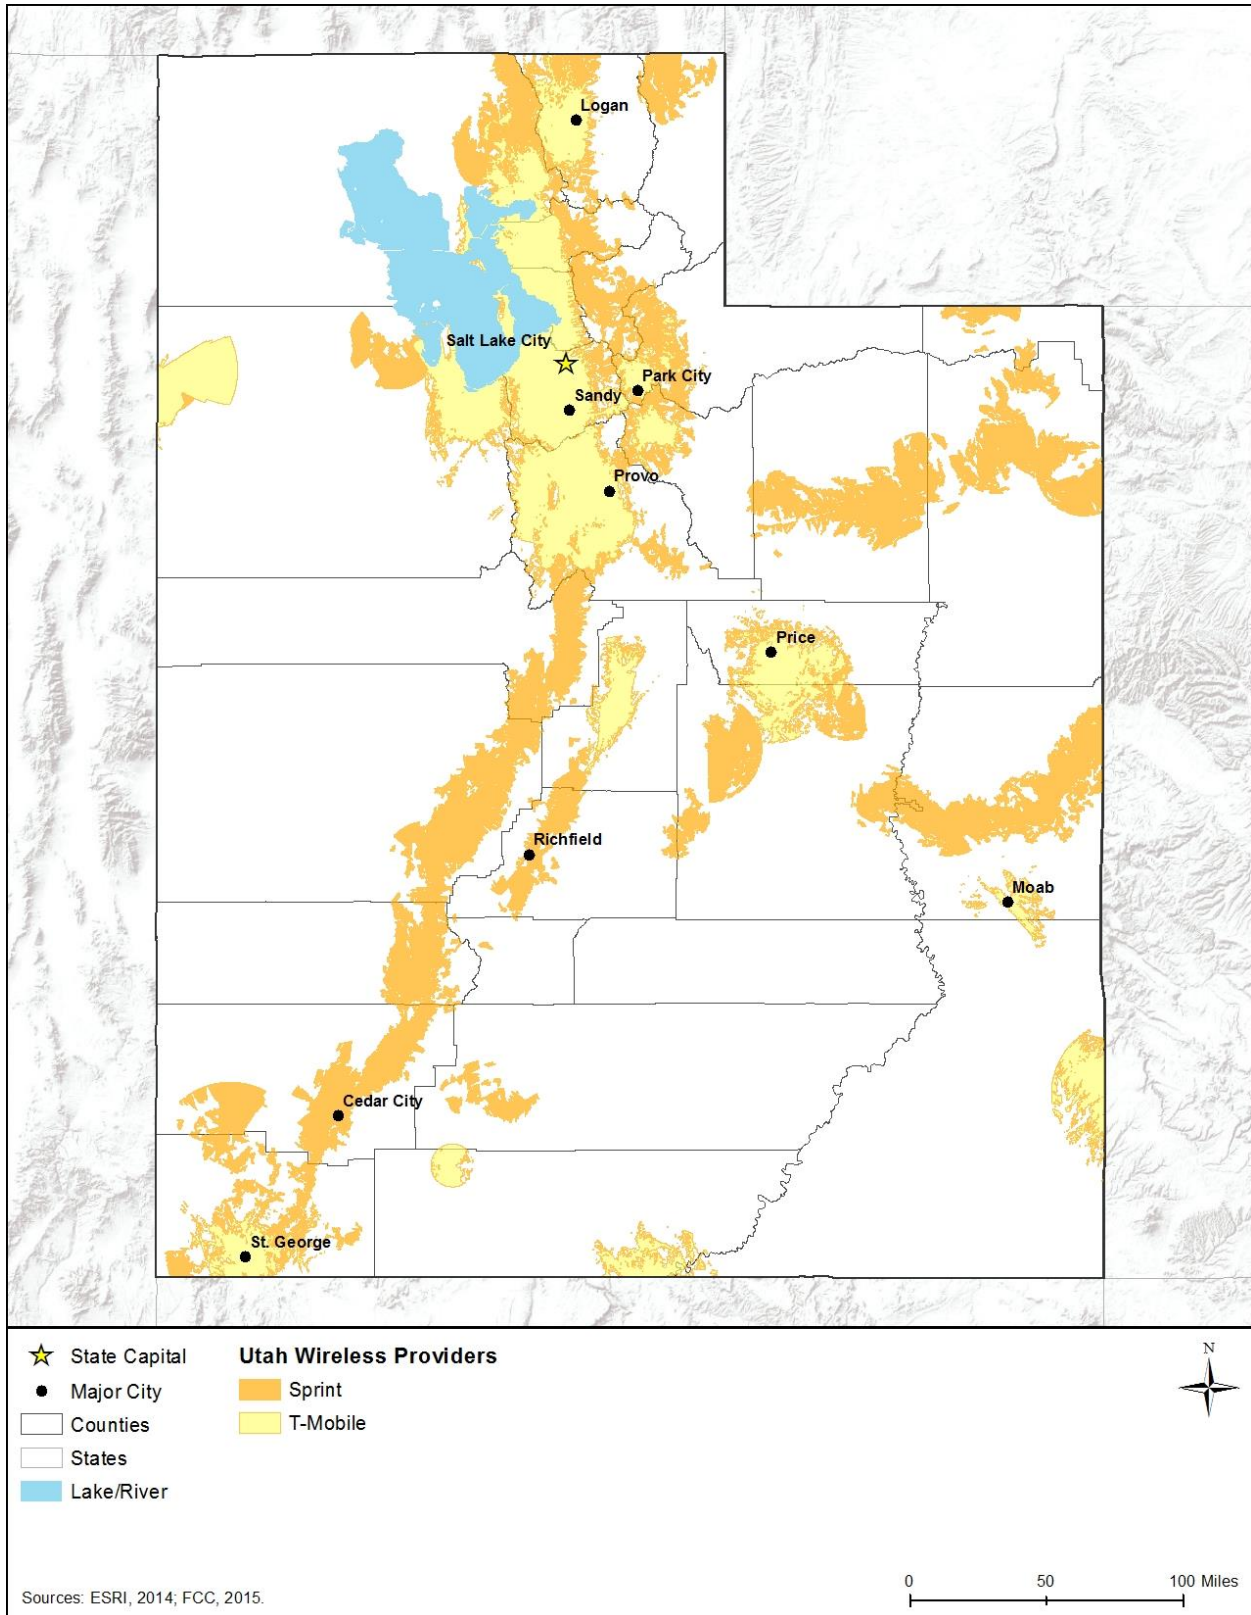 Logan
Salt Lake City
Park City
Sandy
Provo
Price
Richfield
Moab
Cedar City
St. George
State Capital
Major City
Counties
States
Lake/River
Utah Wireless Providers
Sprint
T-Mobile
N
Sources: ESRI, 2014; FCC, 2015.
0 50 100 Miles